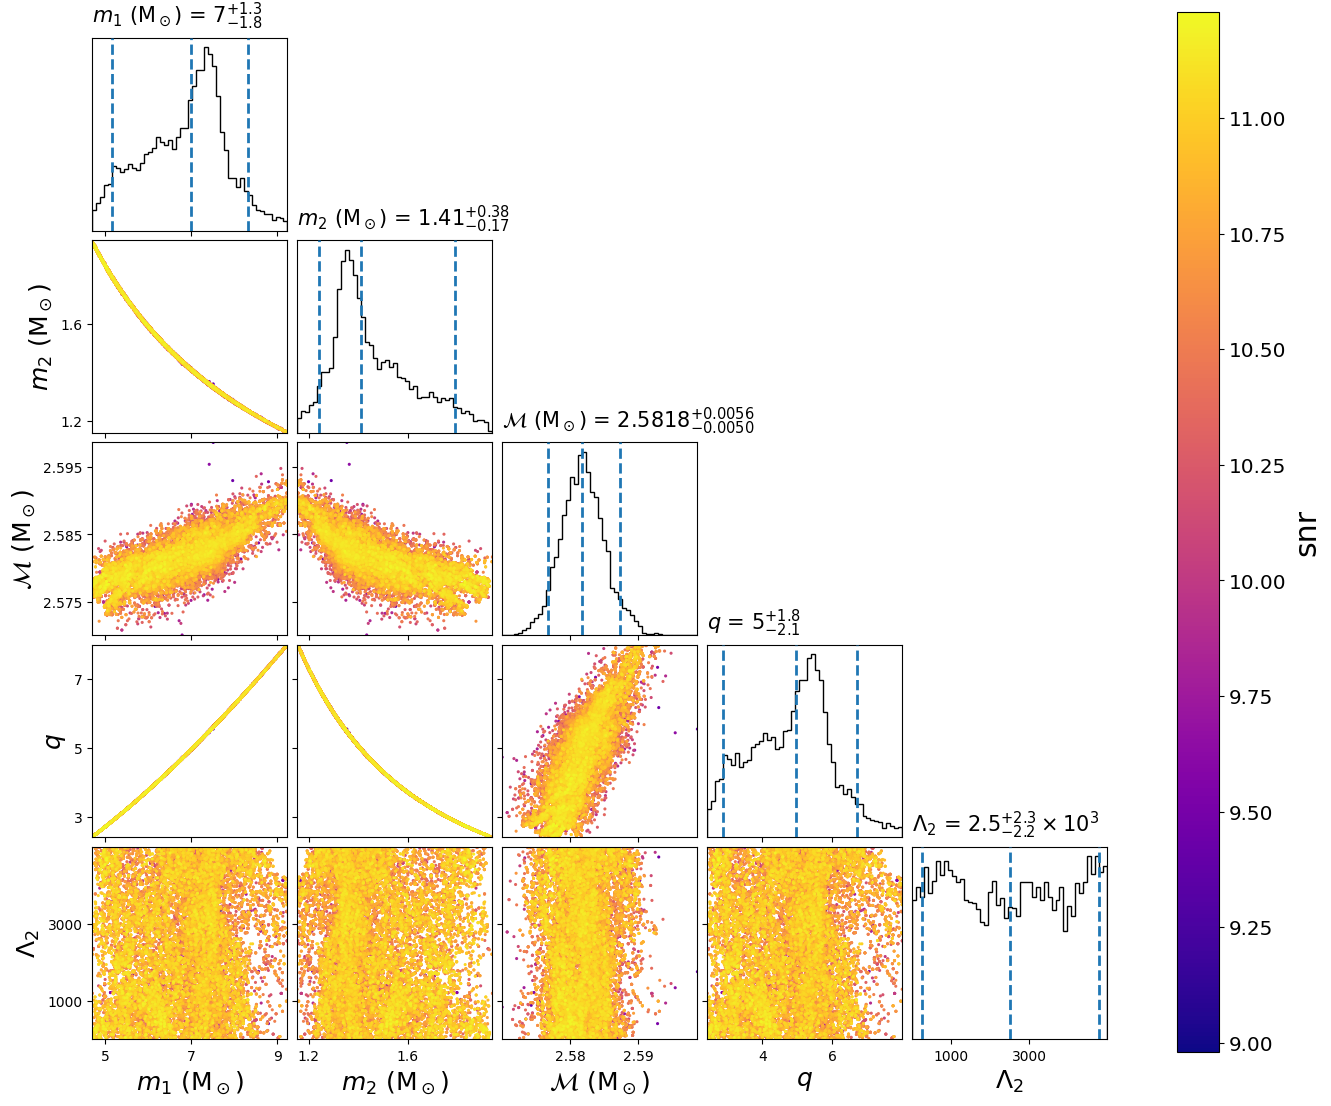 m₁ (M⊙) = 7⁺¹·³₋₁.₈
11.00
m₂ (M⊙) = 1.41⁺⁰·³⁸₋₀.₁₇
10.75
m₂ (M⊙)
1.6
1.2
10.50
ℳ (M⊙) = 2.5818⁺⁰·⁰⁰⁵⁶₋₀.₀₀₅₀
10.25
ℳ (M⊙)
2.595
2.585
2.575
snr
10.00
q = 5⁺¹·⁸₋₂.₁
9.75
q
7
5
3
9.50
Λ₂ = 2.5⁺²·³₋₂.₂ × 10³
9.25
Λ₂
3000
1000
9.00
5 7 9 1.2 1.6 2.58 2.59 4 6 1000 3000
m₁ (M⊙) m₂ (M⊙) ℳ (M⊙) q Λ₂